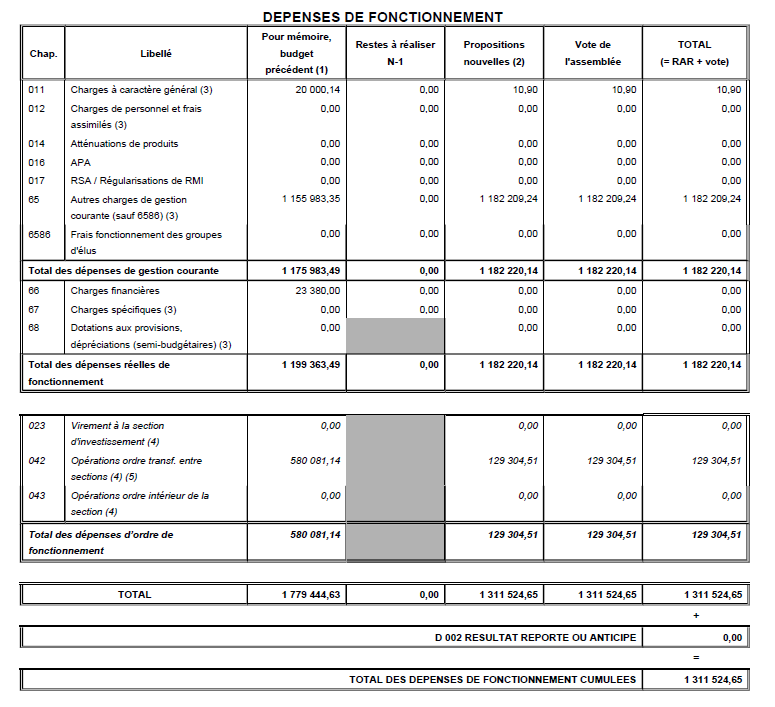 DEPENSES DE FONCTIONNEMENT
Chap. Libellé Pour mémoire, budget précédent (1) Restes à réaliser N-1 Propositions nouvelles (2) Vote de l'assemblée TOTAL (= RAR + vote)
011 Charges à caractère général (3) 20 000,14 0,00 10,90 10,90 10,90
012 Charges de personnel et frais 0,00 0,00 0,00 0,00 0,00
assimilés (3)
014 Atténuations de produits 0,00 0,00 0,00 0,00 0,00
016 APA 0,00 0,00 0,00 0,00 0,00
017 RSA / Régularisations de RMI 0,00 0,00 0,00 0,00 0,00
65 Autres charges de gestion 1 155 983,35 0,00 1 182 209,24 1 182 209,24 1 182 209,24
courante (sauf 6586) (3)
6586 Frais fonctionnement des groupes 0,00 0,00 0,00 0,00 0,00
d'élus
Total des dépenses de gestion courante 1 175 983,49 0,00 1 182 220,14 1 182 220,14 1 182 220,14
66 Charges financières 23 380,00 0,00 0,00 0,00 0,00
67 Charges spécifiques (3) 0,00 0,00 0,00 0,00 0,00
68 Dotations aux provisions, 0,00 0,00 0,00 0,00
dépréciations (semi-budgétaires) (3)
Total des dépenses réelles de 1 199 363,49 0,00 1 182 220,14 1 182 220,14 1 182 220,14
fonctionnement
023 Virement à la section 0,00 0,00 0,00 0,00
d'investissement (4)
042 Opérations ordre transf. entre 580 081,14 129 304,51 129 304,51 129 304,51
sections (4) (5)
043 Opérations ordre intérieur de la 0,00 0,00 0,00 0,00
section (4)
Total des dépenses d'ordre de 580 081,14 129 304,51 129 304,51 129 304,51
fonctionnement
TOTAL 1 779 444,63 0,00 1 311 524,65 1 311 524,65 1 311 524,65
+
D 002 RESULTAT REPORTE OU ANTICIPE 0,00
=
TOTAL DES DEPENSES DE FONCTIONNEMENT CUMULEES 1 311 524,65